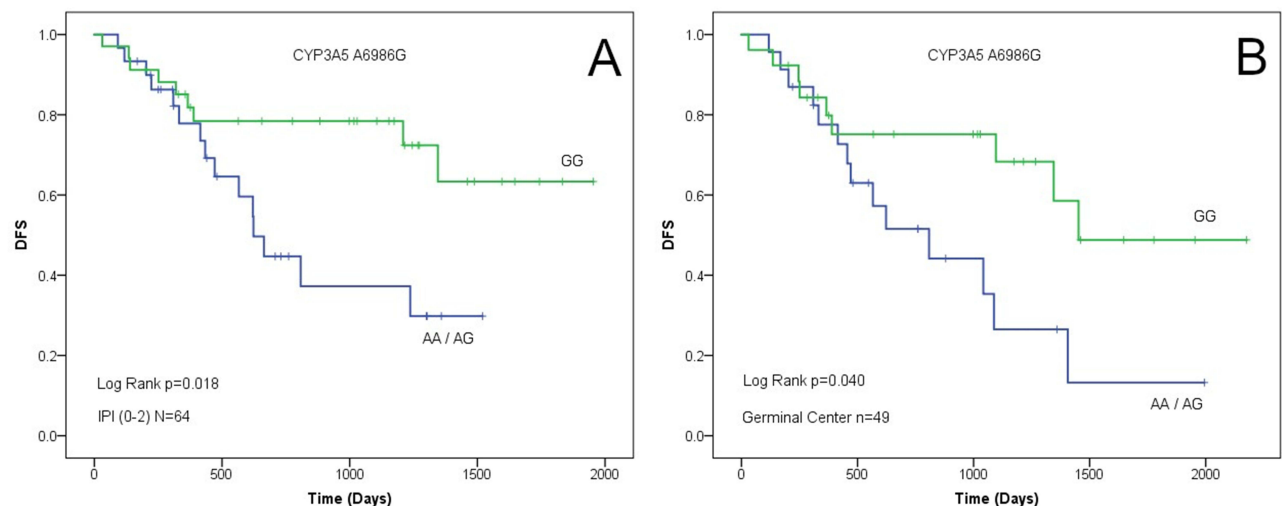 A
CYP3A5 A6986G
1.0
0.8
0.6
0.4
0.2
0.0
DFS
GG
AA / AG
Log Rank p=0.018
IPI (0-2) N=64
0 500 1000 1500 2000
Time (Days)
B
CYP3A5 A6986G
1.0
0.8
0.6
0.4
0.2
0.0
DFS
GG
AA / AG
Log Rank p=0.040
Germinal Center n=49
0 500 1000 1500 2000
Time (Days)